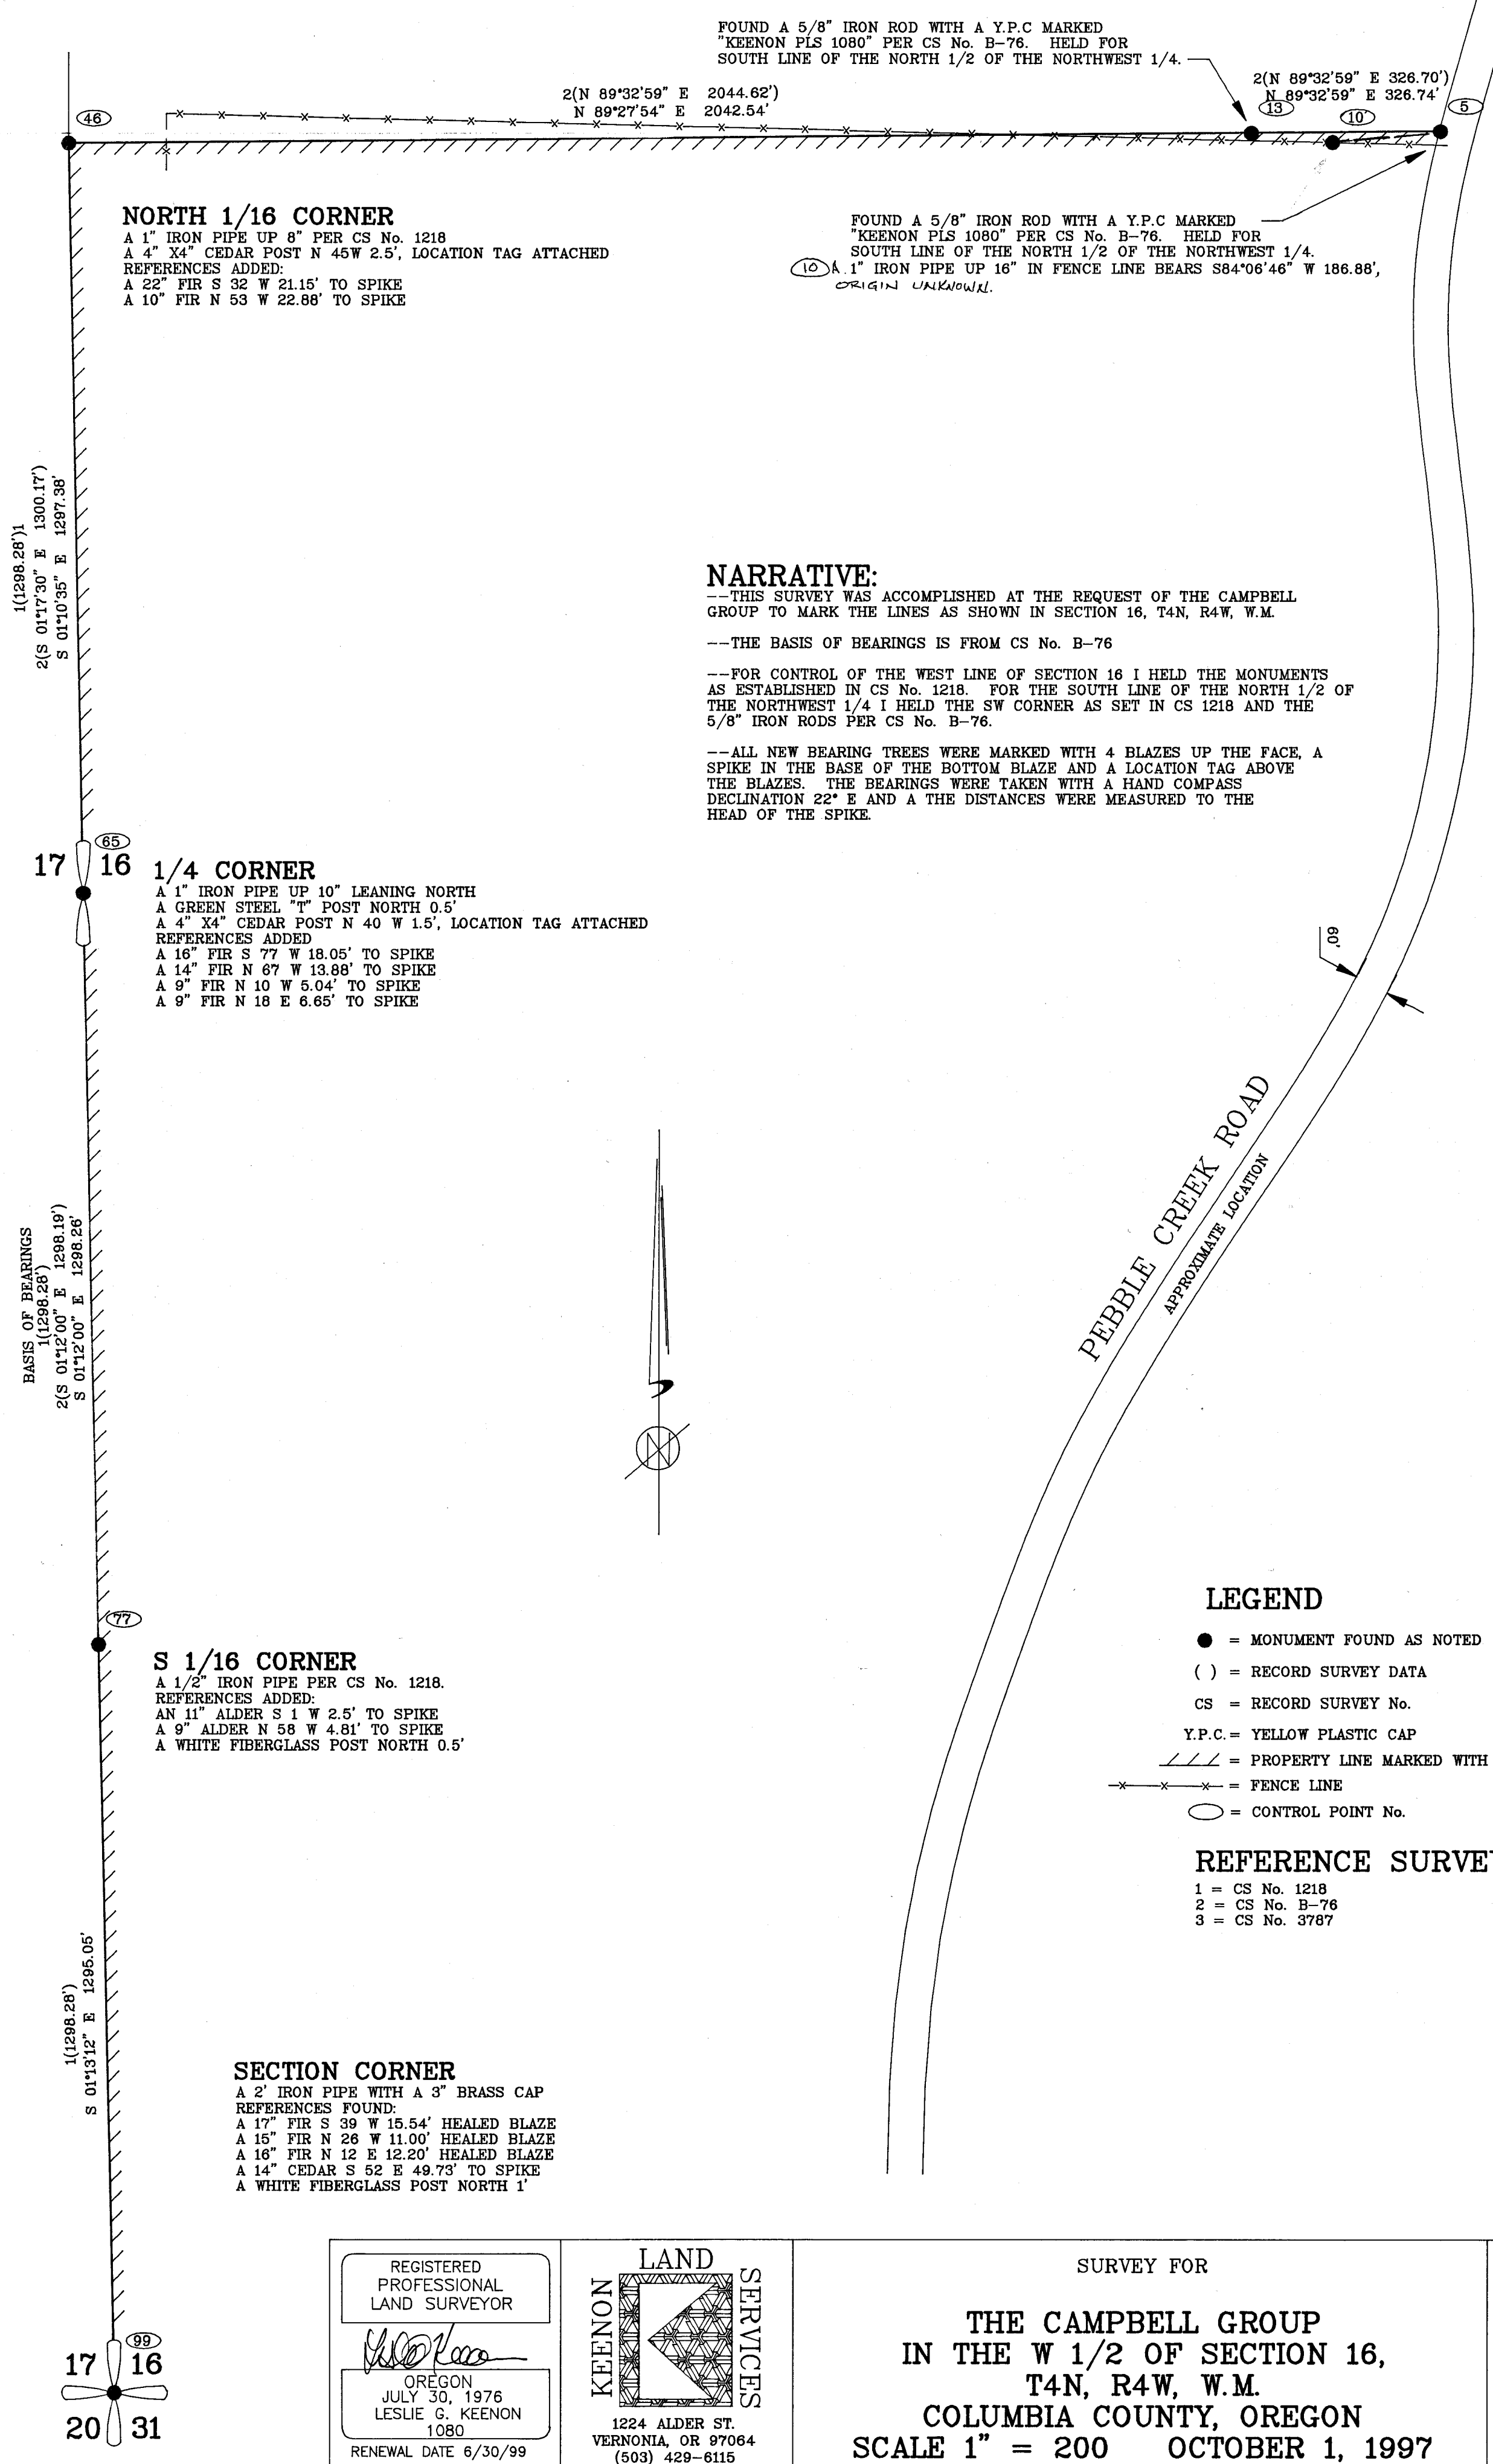 FOUND A 5/8" IRON ROD WITH A Y.P.C MARKED
"KEENON PLS 1080" PER CS No. B-76. HELD FOR
SOUTH LINE OF THE NORTH 1/2 OF THE NORTHWEST 1/4.
2(N 89°32'59" E 2044.62')
N 89°27'54" E 2042.54'
2(N 89°32'59" E 326.70')
N 89°32'59" E 326.74'
46
13
10
5
NORTH 1/16 CORNER
A 1" IRON PIPE UP 8" PER CS No. 1218
A 4" X4" CEDAR POST N 45W 2.5', LOCATION TAG ATTACHED
REFERENCES ADDED:
A 22" FIR S 32 W 21.15' TO SPIKE
A 10" FIR N 53 W 22.88' TO SPIKE
FOUND A 5/8" IRON ROD WITH A Y.P.C MARKED
"KEENON PLS 1080" PER CS No. B-76. HELD FOR
SOUTH LINE OF THE NORTH 1/2 OF THE NORTHWEST 1/4.
10 A 1" IRON PIPE UP 16" IN FENCE LINE BEARS S84°06'46" W 186.88',
ORIGIN UNKNOWN.
1(1298.28')1
2(S 01°17'30" E 1300.17')
S 01°10'35" E 1297.38'
NARRATIVE:
--THIS SURVEY WAS ACCOMPLISHED AT THE REQUEST OF THE CAMPBELL
GROUP TO MARK THE LINES AS SHOWN IN SECTION 16, T4N, R4W, W.M.
--THE BASIS OF BEARINGS IS FROM CS No. B-76
--FOR CONTROL OF THE WEST LINE OF SECTION 16 I HELD THE MONUMENTS
AS ESTABLISHED IN CS No. 1218. FOR THE SOUTH LINE OF THE NORTH 1/2 OF
THE NORTHWEST 1/4 I HELD THE SW CORNER AS SET IN CS 1218 AND THE
5/8" IRON RODS PER CS No. B-76.
--ALL NEW BEARING TREES WERE MARKED WITH 4 BLAZES UP THE FACE, A
SPIKE IN THE BASE OF THE BOTTOM BLAZE AND A LOCATION TAG ABOVE
THE BLAZES. THE BEARINGS WERE TAKEN WITH A HAND COMPASS
DECLINATION 22° E AND A THE DISTANCES WERE MEASURED TO THE
HEAD OF THE SPIKE.
65
17 16
1/4 CORNER
A 1" IRON PIPE UP 10" LEANING NORTH
A GREEN STEEL "T" POST NORTH 0.5'
A 4" X4" CEDAR POST N 40 W 1.5', LOCATION TAG ATTACHED
REFERENCES ADDED
A 16" FIR S 77 W 18.05' TO SPIKE
A 14" FIR N 67 W 13.88' TO SPIKE
A 9" FIR N 10 W 5.04' TO SPIKE
A 9" FIR N 18 E 6.65' TO SPIKE
60'
PEBBLE CREEK ROAD
APPROXIMATE LOCATION
BASIS OF BEARINGS
1(1298.28')
2(S 01°12'00" E 1298.19')
S 01°12'00" E 1298.26'
N
77
S 1/16 CORNER
A 1/2" IRON PIPE PER CS No. 1218.
REFERENCES ADDED:
AN 11" ALDER S 1 W 2.5' TO SPIKE
A 9" ALDER N 58 W 4.81' TO SPIKE
A WHITE FIBERGLASS POST NORTH 0.5'
LEGEND
= MONUMENT FOUND AS NOTED
( ) = RECORD SURVEY DATA
CS = RECORD SURVEY No.
Y.P.C. = YELLOW PLASTIC CAP
= PROPERTY LINE MARKED WITH
= FENCE LINE
= CONTROL POINT No.
REFERENCE SURVE
1 = CS No. 1218
2 = CS No. B-76
3 = CS No. 3787
1(1298.28')
S 01°13'12" E 1295.05'
SECTION CORNER
A 2' IRON PIPE WITH A 3" BRASS CAP
REFERENCES FOUND:
A 17" FIR S 39 W 15.54' HEALED BLAZE
A 15" FIR N 26 W 11.00' HEALED BLAZE
A 16" FIR N 12 E 12.20' HEALED BLAZE
A 14" CEDAR S 52 E 49.73' TO SPIKE
A WHITE FIBERGLASS POST NORTH 1'
99
17 16
20 31
REGISTERED
PROFESSIONAL
LAND SURVEYOR
OREGON
JULY 30, 1976
LESLIE G. KEENON
1080
RENEWAL DATE 6/30/99
KEENON
LAND
SERVICES
1224 ALDER ST.
VERNONIA, OR 97064
(503) 429-6115
SURVEY FOR
THE CAMPBELL GROUP
IN THE W 1/2 OF SECTION 16,
T4N, R4W, W.M.
COLUMBIA COUNTY, OREGON
SCALE 1" = 200 OCTOBER 1, 1997